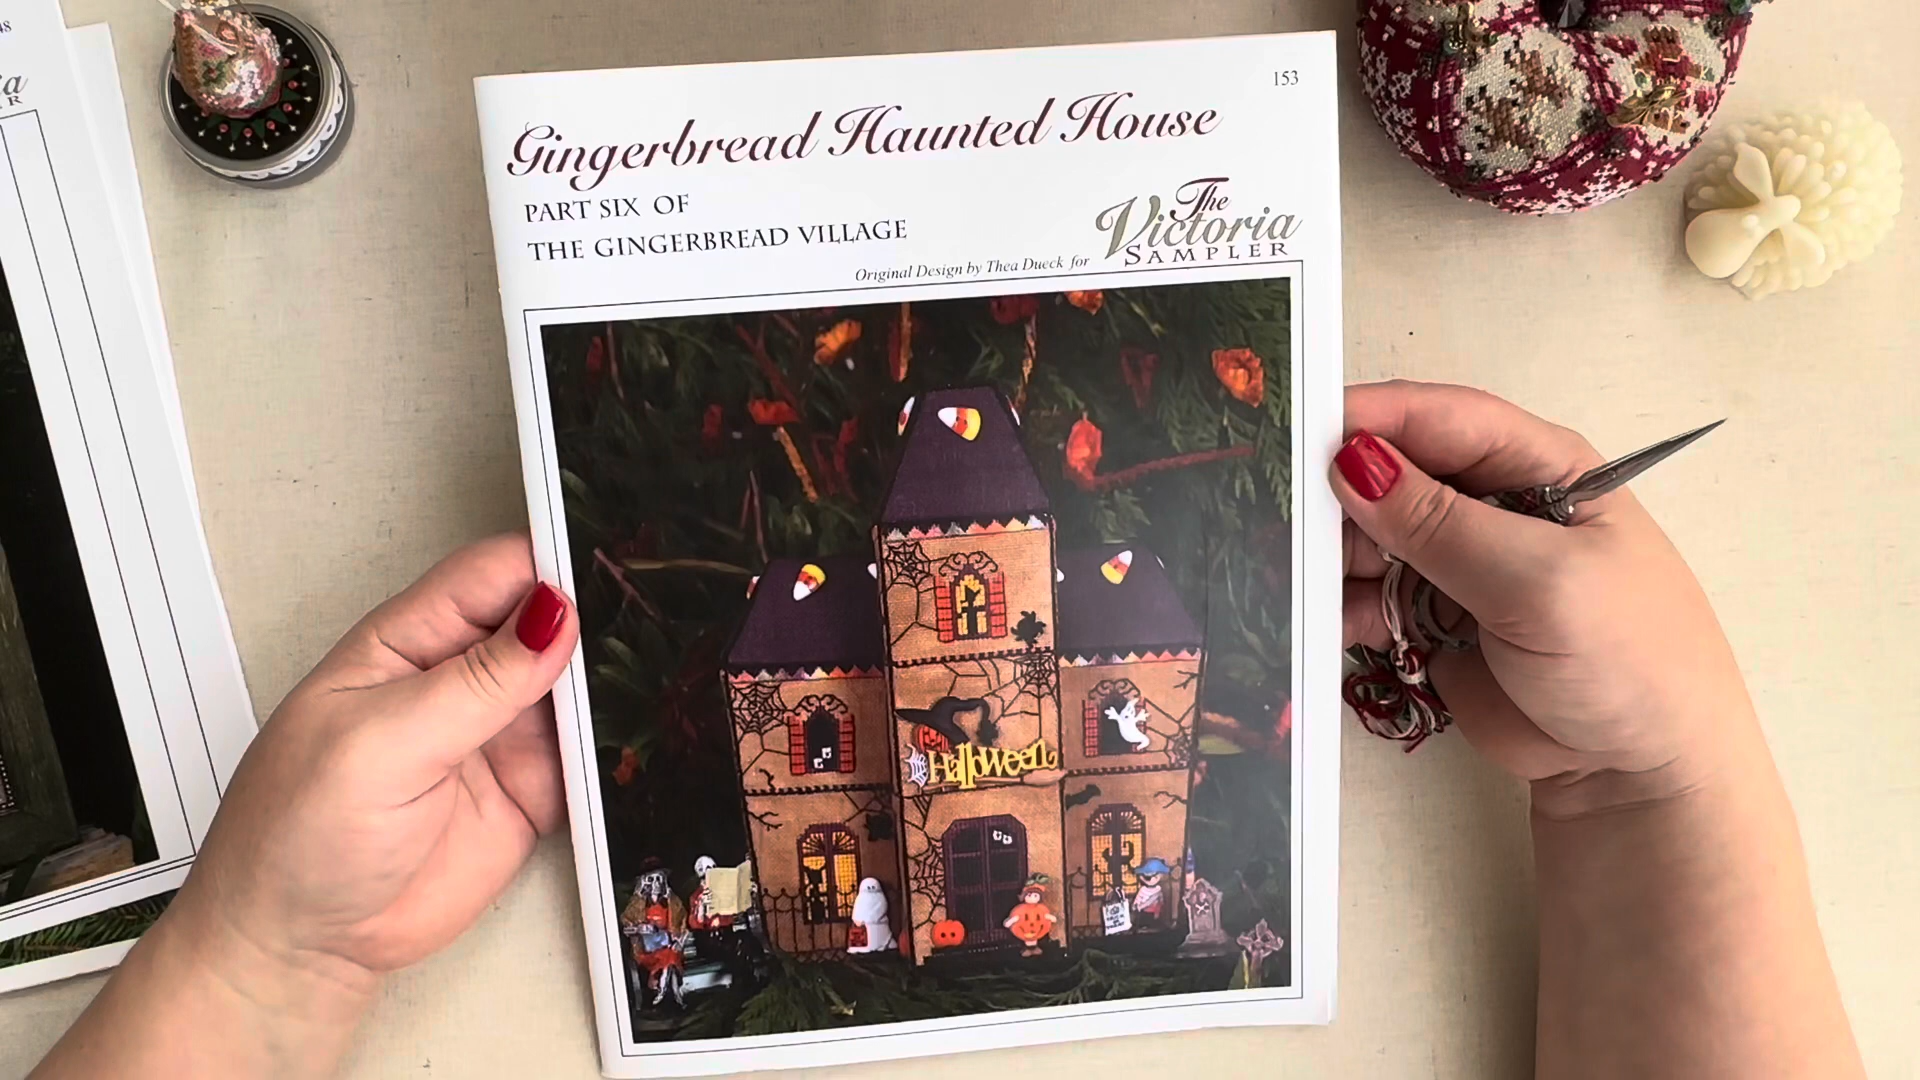 153
Gingerbread Haunted House
PART SIX OF
THE GINGERBREAD VILLAGE
The
Victoria
SAMPLER
Original Design by Thea Dueck for
Halloween